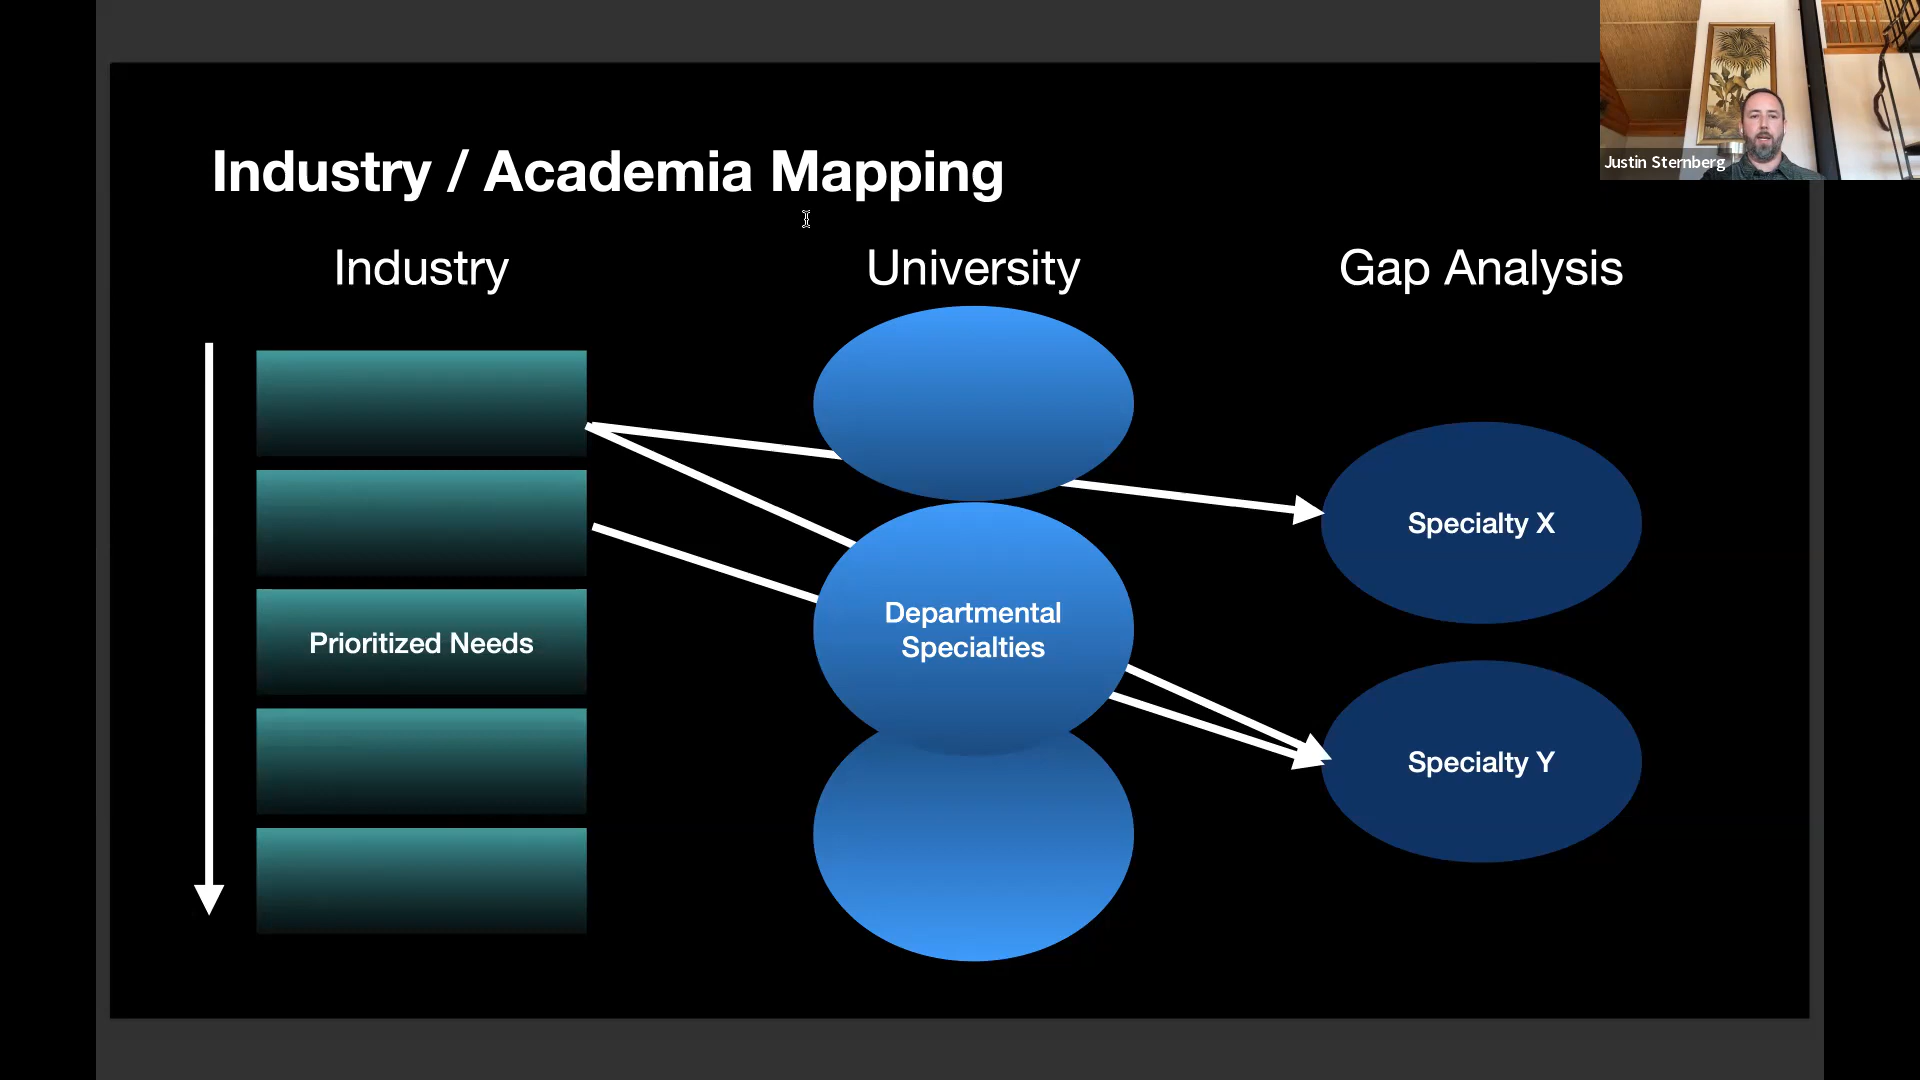 Justin Sternberg
Industry / Academia Mapping
Industry
University
Gap Analysis
Prioritized Needs
Departmental
Specialties
Specialty X
Specialty Y